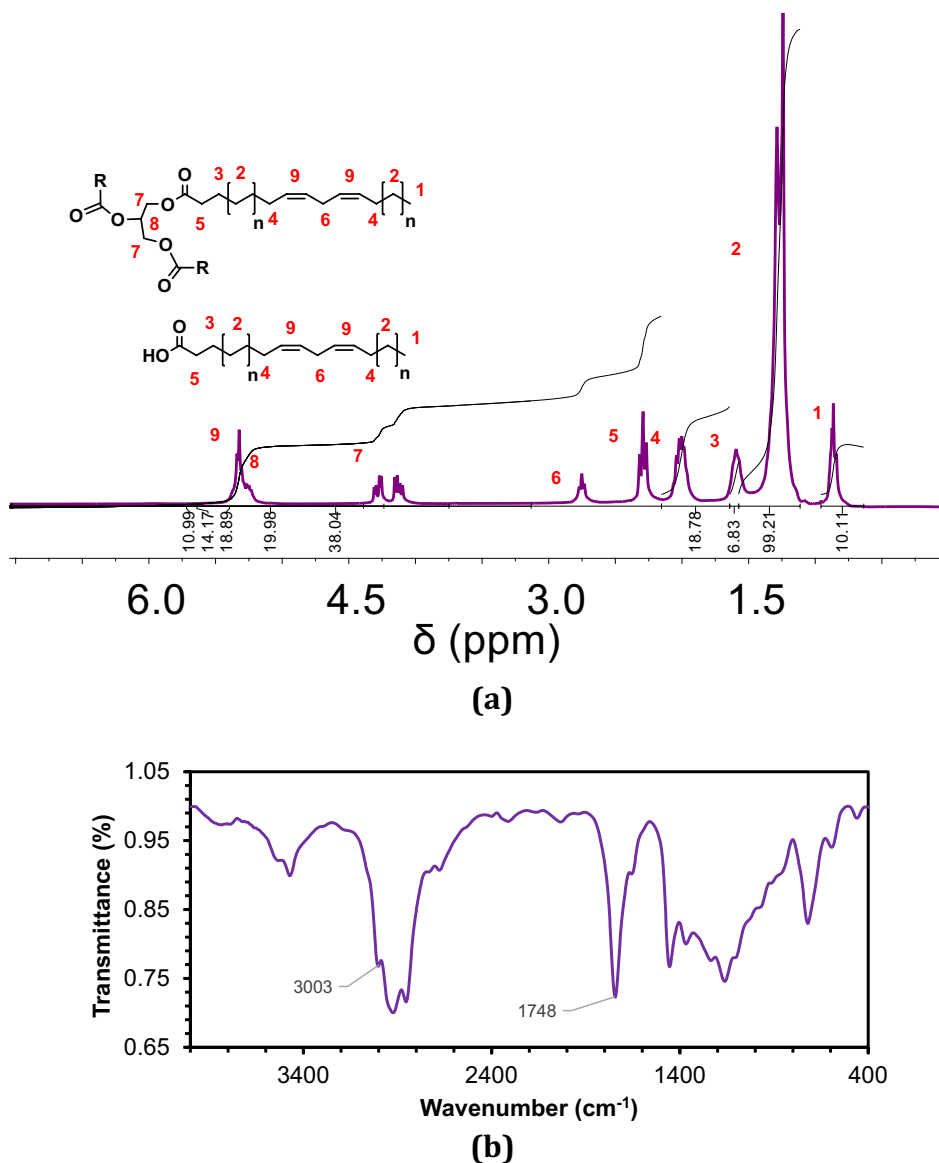 3 2 9 9 2
1
R
O
O
7
O
n
n
O
8
5
4
6
4
7
O
O
R
2
O
3 2 9 9 2
1
HO
n
n
5
4
6
4
1
9
8
7
6
5 4
3
10.99
14.17
18.89
19.98
38.04
18.78
6.83
99.21
10.11
6.0 4.5 3.0 1.5
δ (ppm)
(a)
1.05
0.95
0.85
0.75
0.65
Transmittance (%)
3003
1748
3400 2400 1400 400
Wavenumber (cm-1)
(b)